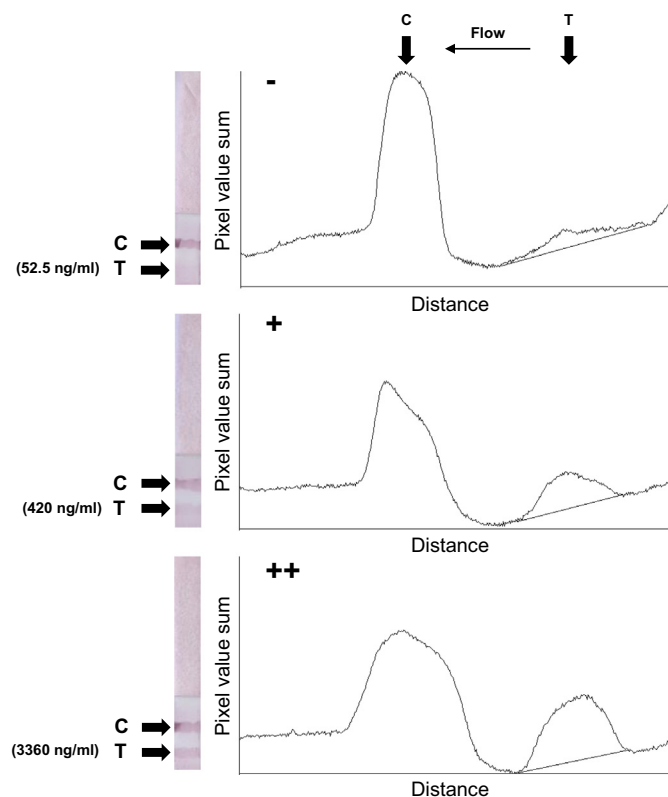 C
Flow
T
-
Pixel value sum
C
(52.5 ng/ml) T
Distance
+
Pixel value sum
C
(420 ng/ml) T
Distance
++
Pixel value sum
C
(3360 ng/ml) T
Distance